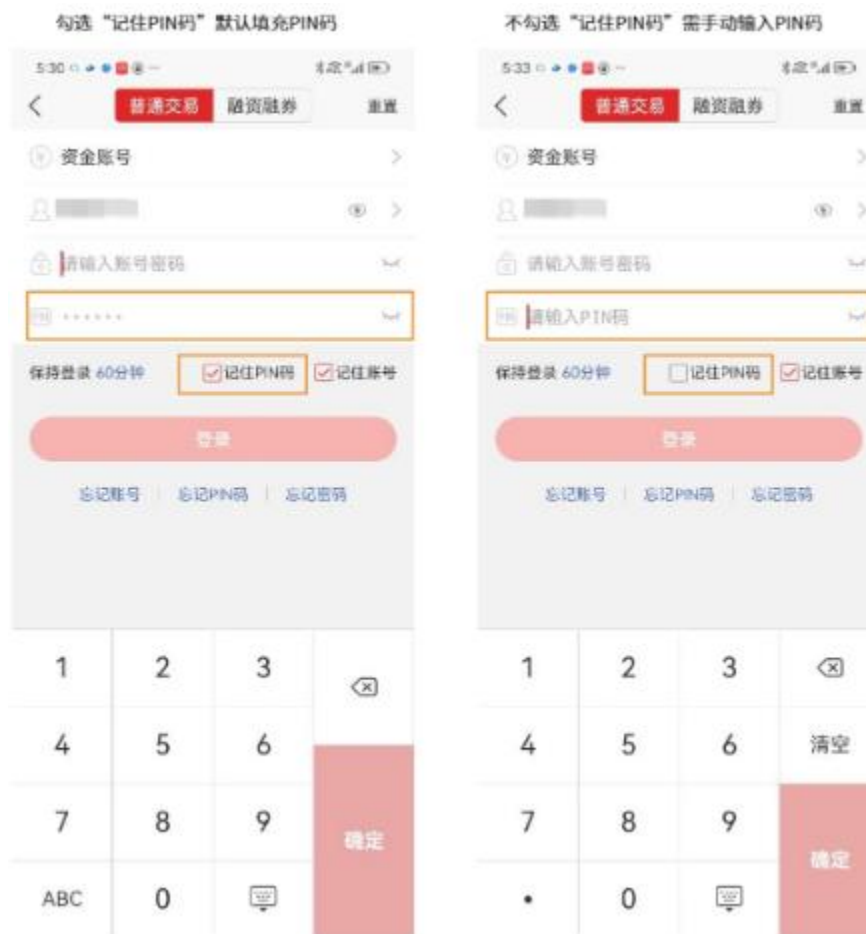 勾选“记住PIN码”默认填充PIN码
5:30
普通交易 融资融券 重置
资金账号
请输入账号密码
保持登录 60分钟 记住PIN码 记住账号
登录
忘记账号 忘记PIN码 忘记密码
1 2 3
4 5 6
7 8 9
确定
ABC 0
不勾选“记住PIN码”需手动输入PIN码
5:33
普通交易 融资融券 重置
资金账号
请输入账号密码
请输入PIN码
保持登录 60分钟 记住PIN码 记住账号
登录
忘记账号 忘记PIN码 忘记密码
1 2 3
4 5 6 清空
7 8 9
确定
0